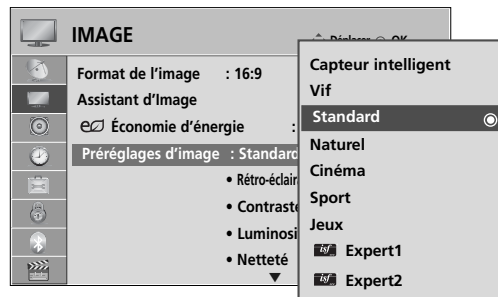 IMAGE
Déplacer OK
Format de l'image : 16:9
Assistant d'Image
Économie d'énergie :
Préréglages d'image : Standard
• Rétro-éclair
• Contraste
• Luminosi
• Netteté
Capteur intelligent
Vif
Standard
Naturel
Cinéma
Sport
Jeux
isf Expert1
isf Expert2